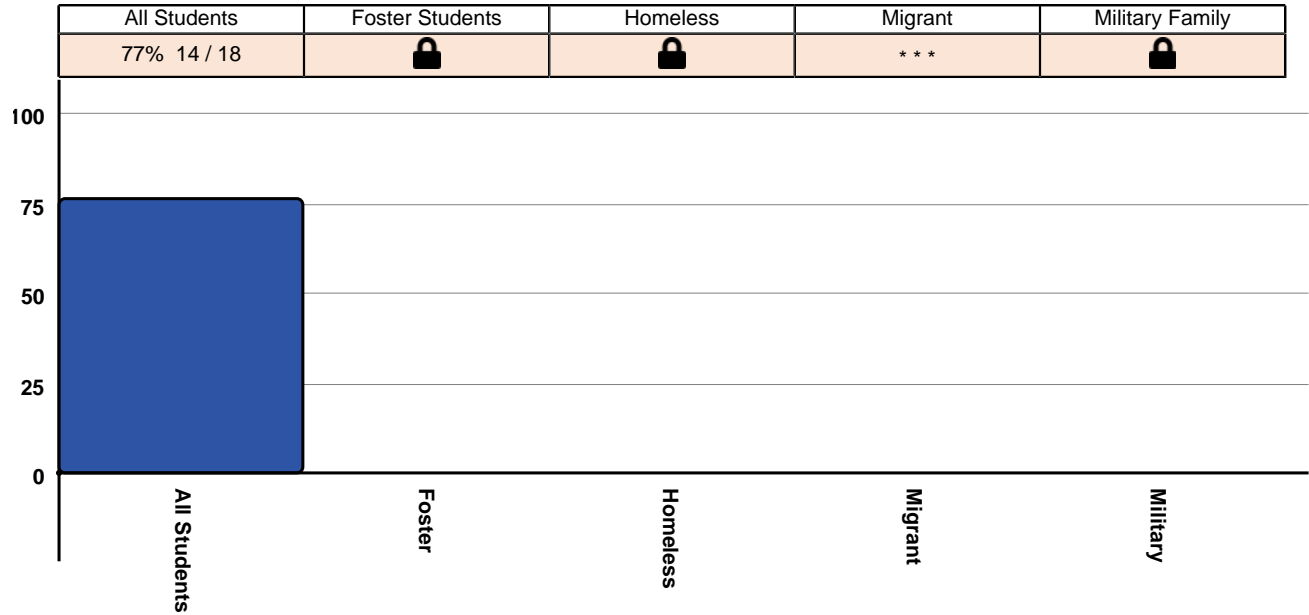 All Students Foster Students Homeless Migrant Military Family
77% 14 / 18 * * *
100
75
50
25
0
All Students
Foster
Homeless
Migrant
Military